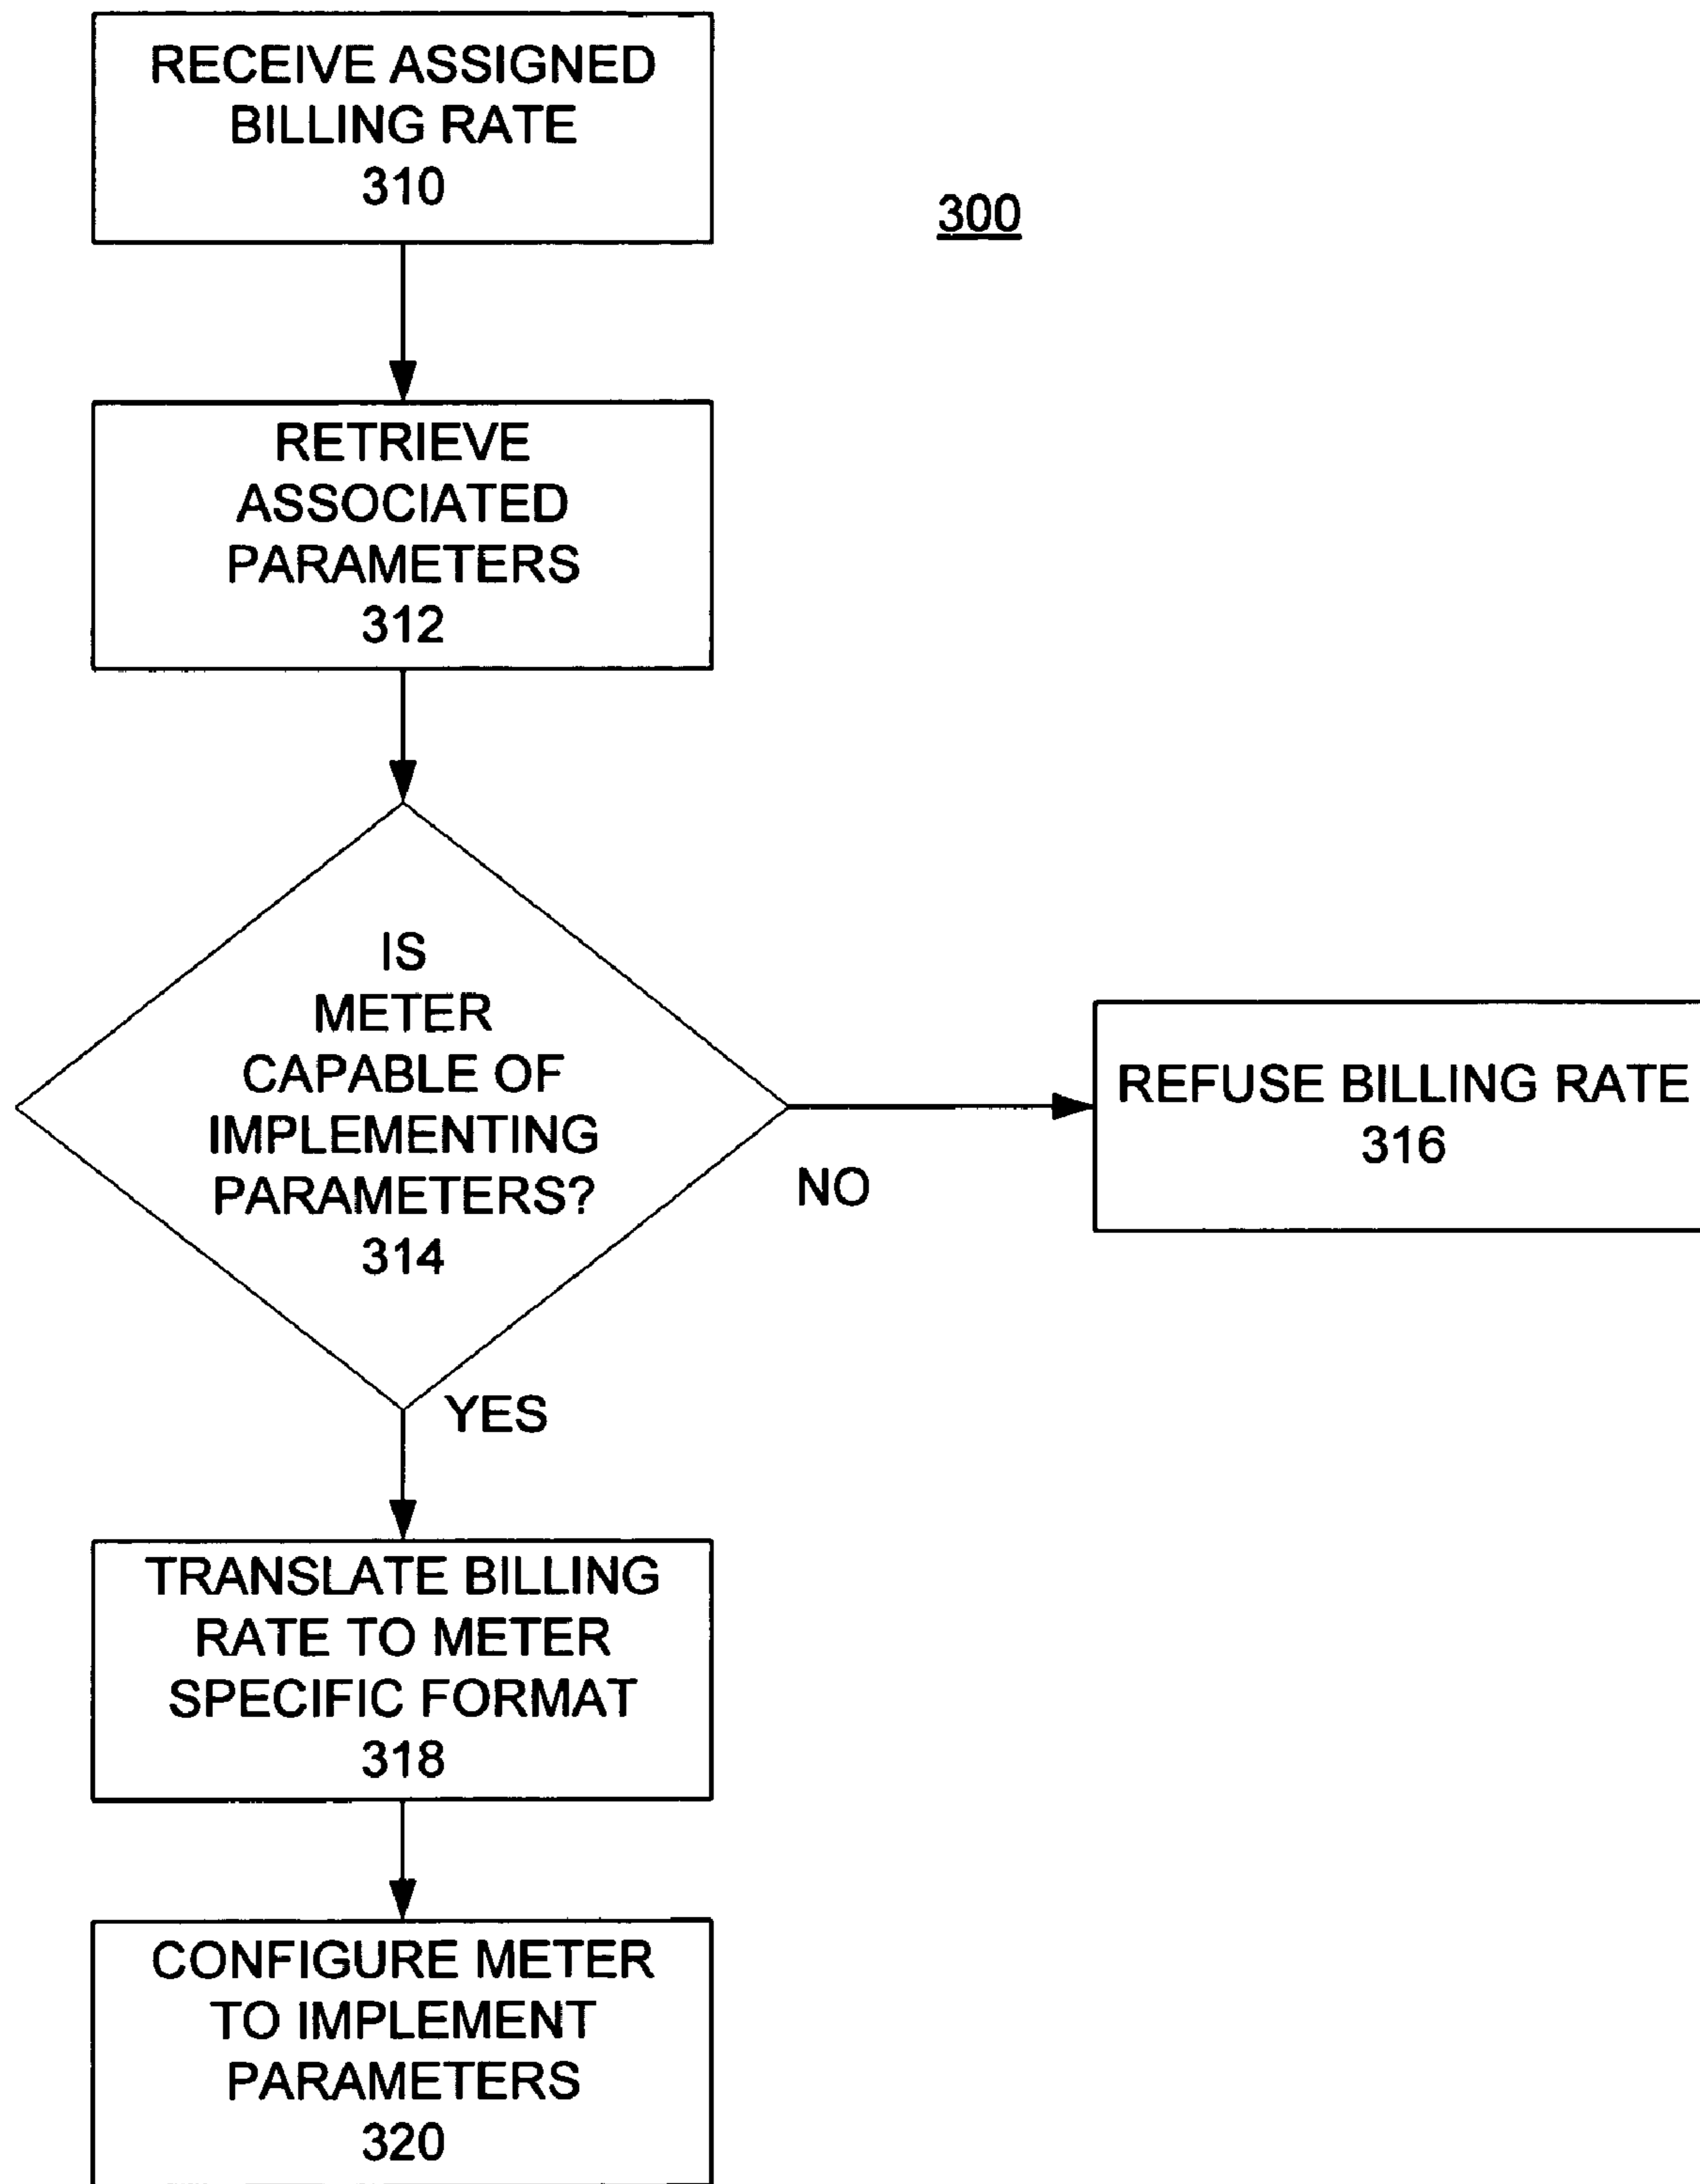 RECEIVE ASSIGNED
BILLING RATE
310
300
RETRIEVE
ASSOCIATED
PARAMETERS
312
IS
METER
CAPABLE OF
IMPLEMENTING
PARAMETERS?
314
NO
REFUSE BILLING RATE
316
YES
TRANSLATE BILLING
RATE TO METER
SPECIFIC FORMAT
318
CONFIGURE METER
TO IMPLEMENT
PARAMETERS
320